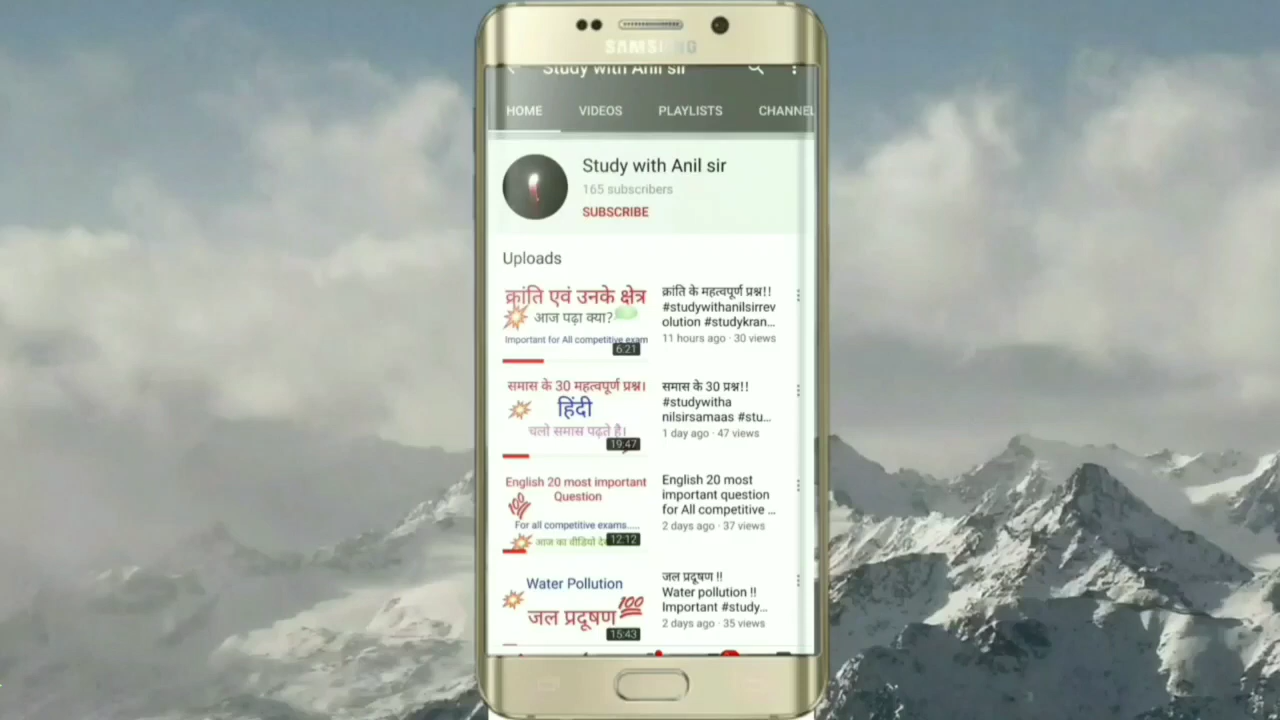 SAMSUNG
Study with Anil sir
HOME VIDEOS PLAYLISTS CHANNEL
Study with Anil sir
165 subscribers
SUBSCRIBE
Uploads
क्रांति एवं उनके क्षेत्र
आज पढ़ा क्या?
Important for All competitive exam
6:21
क्रांति के महत्वपूर्ण प्रश्न!!
#studywithanilsirrev
olution #studykran...
11 hours ago · 30 views
समास के 30 महत्वपूर्ण प्रश्न।
हिंदी
चलो समास पढ़ते है।
19:47
समास के 30 प्रश्न!!
#studywitha
nilsirsamaas #stu...
1 day ago · 47 views
English 20 most important
Question
100
For all competitive exams.....
आज का वीडियो
12:12
English 20 most
important question
for All competitive ...
2 days ago · 37 views
Water Pollution
जल प्रदूषण 100
15:43
जल प्रदूषण !!
Water pollution !!
Important #study...
2 days ago · 35 views